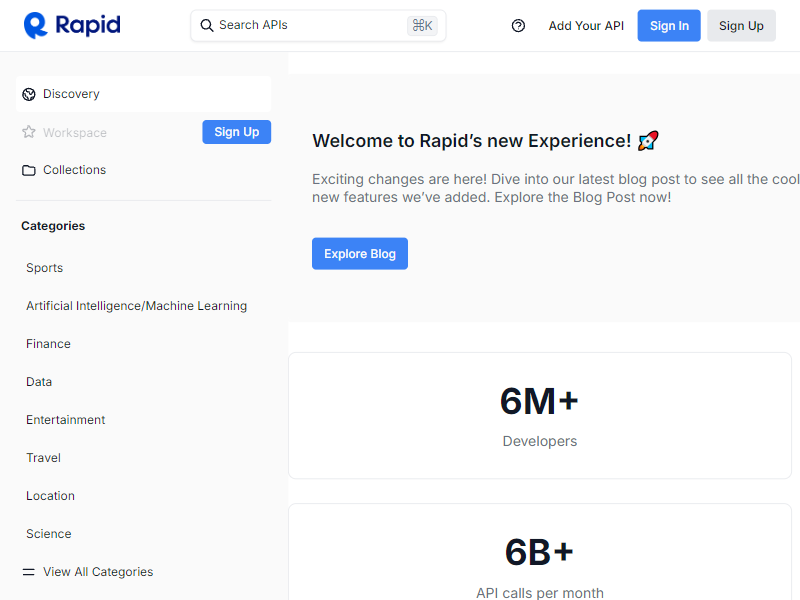 Rapid
Search APIs
⌘K
Add Your API
Sign In
Sign Up
Discovery
Workspace
Sign Up
Collections
Categories
Sports
Artificial Intelligence/Machine Learning
Finance
Data
Entertainment
Travel
Location
Science
View All Categories
Welcome to Rapid’s new Experience! 🚀
Exciting changes are here! Dive into our latest blog post to see all the cool
new features we’ve added. Explore the Blog Post now!
Explore Blog
6M+
Developers
6B+
API calls per month